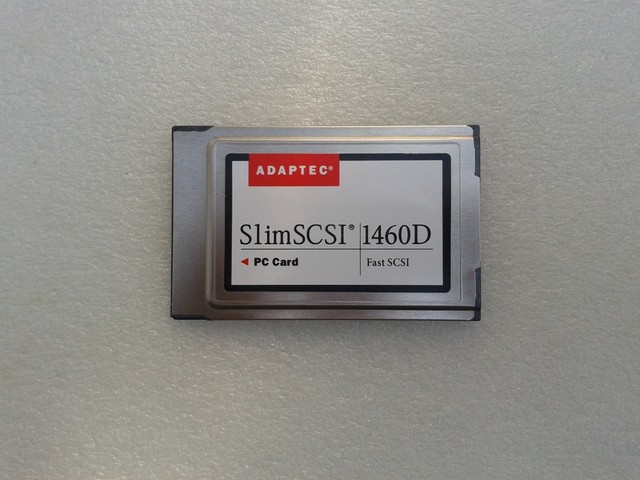 ADAPTEC®
SlimSCSI® 1460D
◄ PC Card Fast SCSI